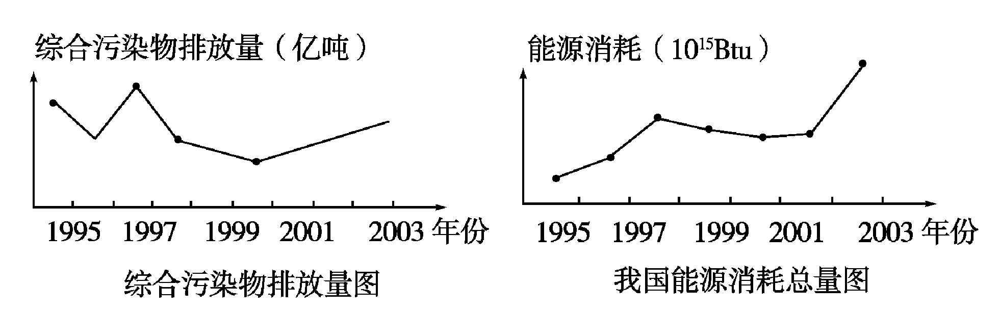 综合污染物排放量（亿吨）
1995 1997 1999 2001 2003 年份
综合污染物排放量图
能源消耗（10¹⁵Btu）
1995 1997 1999 2001 2003 年份
我国能源消耗总量图